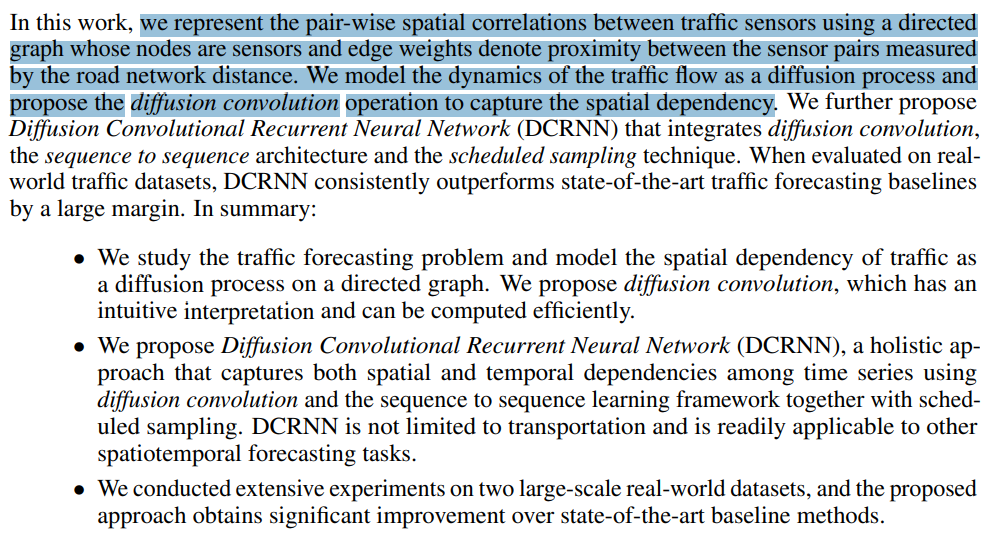 In this work, we represent the pair-wise spatial correlations between traffic sensors using a directed
graph whose nodes are sensors and edge weights denote proximity between the sensor pairs measured
by the road network distance. We model the dynamics of the traffic flow as a diffusion process and
propose the diffusion convolution operation to capture the spatial dependency. We further propose
Diffusion Convolutional Recurrent Neural Network (DCRNN) that integrates diffusion convolution,
the sequence to sequence architecture and the scheduled sampling technique. When evaluated on real-
world traffic datasets, DCRNN consistently outperforms state-of-the-art traffic forecasting baselines
by a large margin. In summary:
• We study the traffic forecasting problem and model the spatial dependency of traffic as
a diffusion process on a directed graph. We propose diffusion convolution, which has an
intuitive interpretation and can be computed efficiently.
• We propose Diffusion Convolutional Recurrent Neural Network (DCRNN), a holistic ap-
proach that captures both spatial and temporal dependencies among time series using
diffusion convolution and the sequence to sequence learning framework together with sched-
uled sampling. DCRNN is not limited to transportation and is readily applicable to other
spatiotemporal forecasting tasks.
• We conducted extensive experiments on two large-scale real-world datasets, and the proposed
approach obtains significant improvement over state-of-the-art baseline methods.